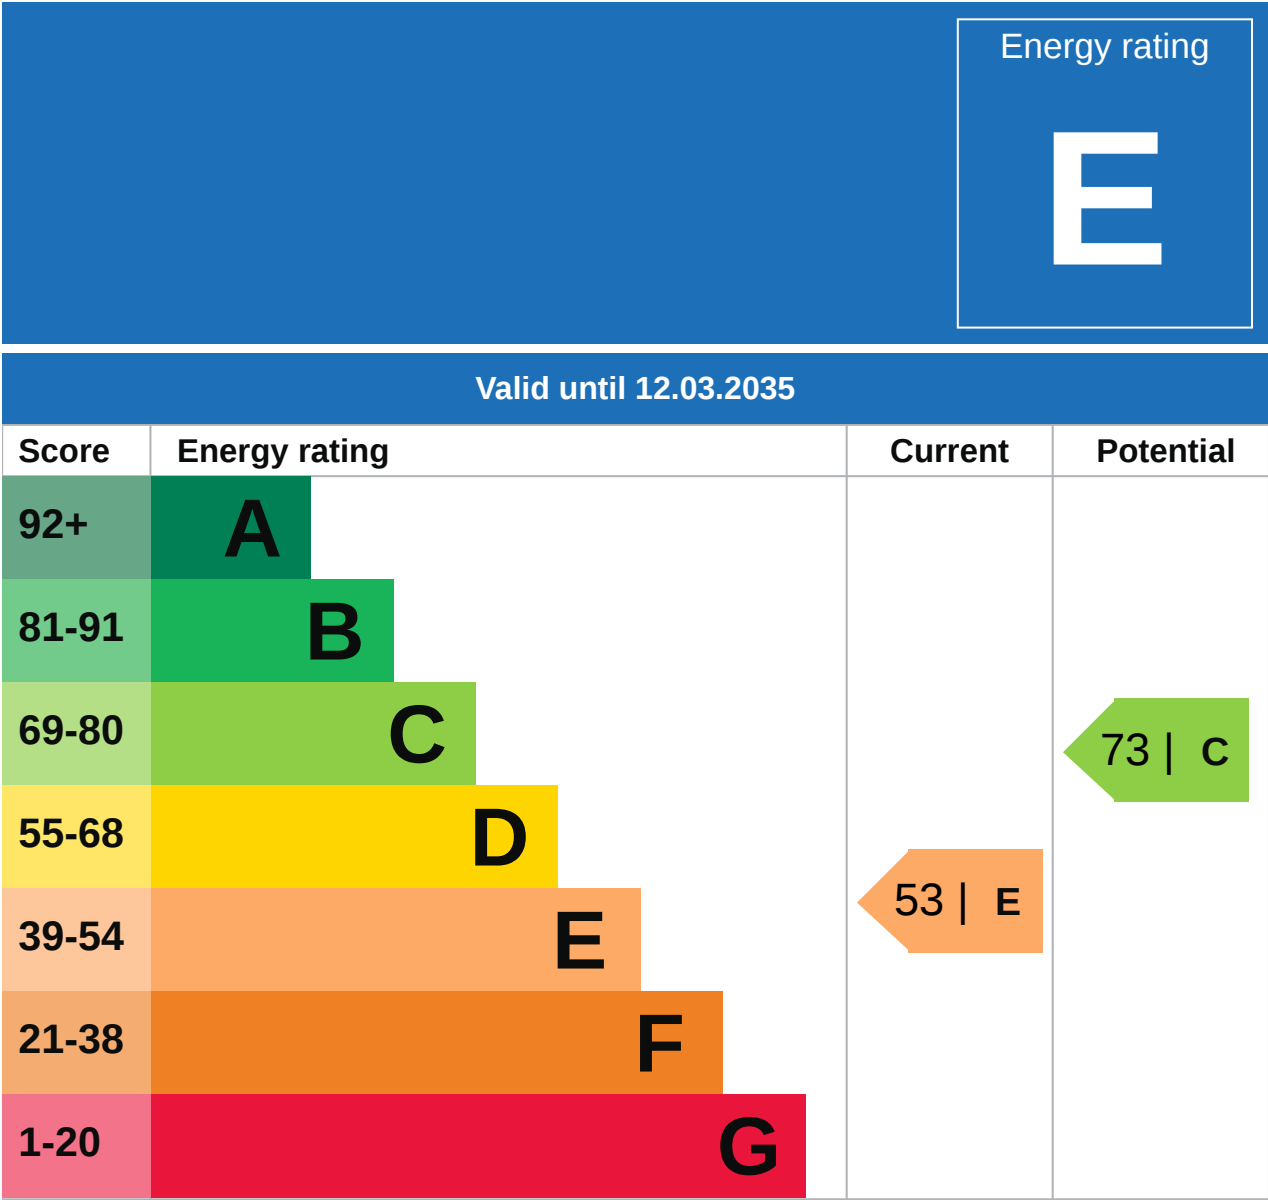 Energy rating
E
Valid until 12.03.2035
Score Energy rating Current Potential
92+ A
81-91 B
69-80 C
73 | C
55-68 D
39-54 E
53 | E
21-38 F
1-20 G